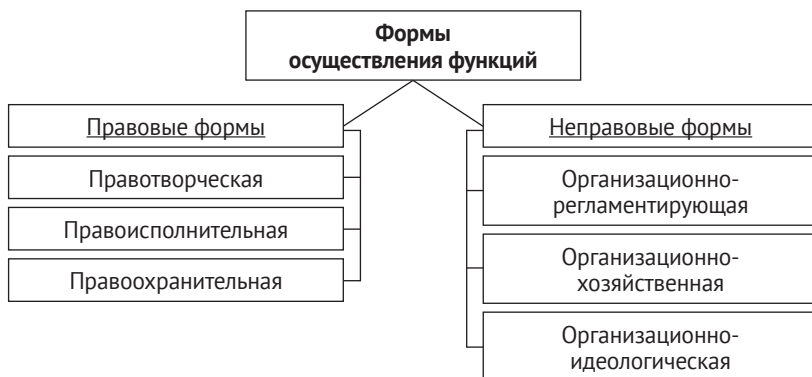 Формы
осуществления функций
Правовые формы
Правотворческая
Правоисполнительная
Правоохранительная
Неправовые формы
Организационно-
регламентирующая
Организационно-
хозяйственная
Организационно-
идеологическая